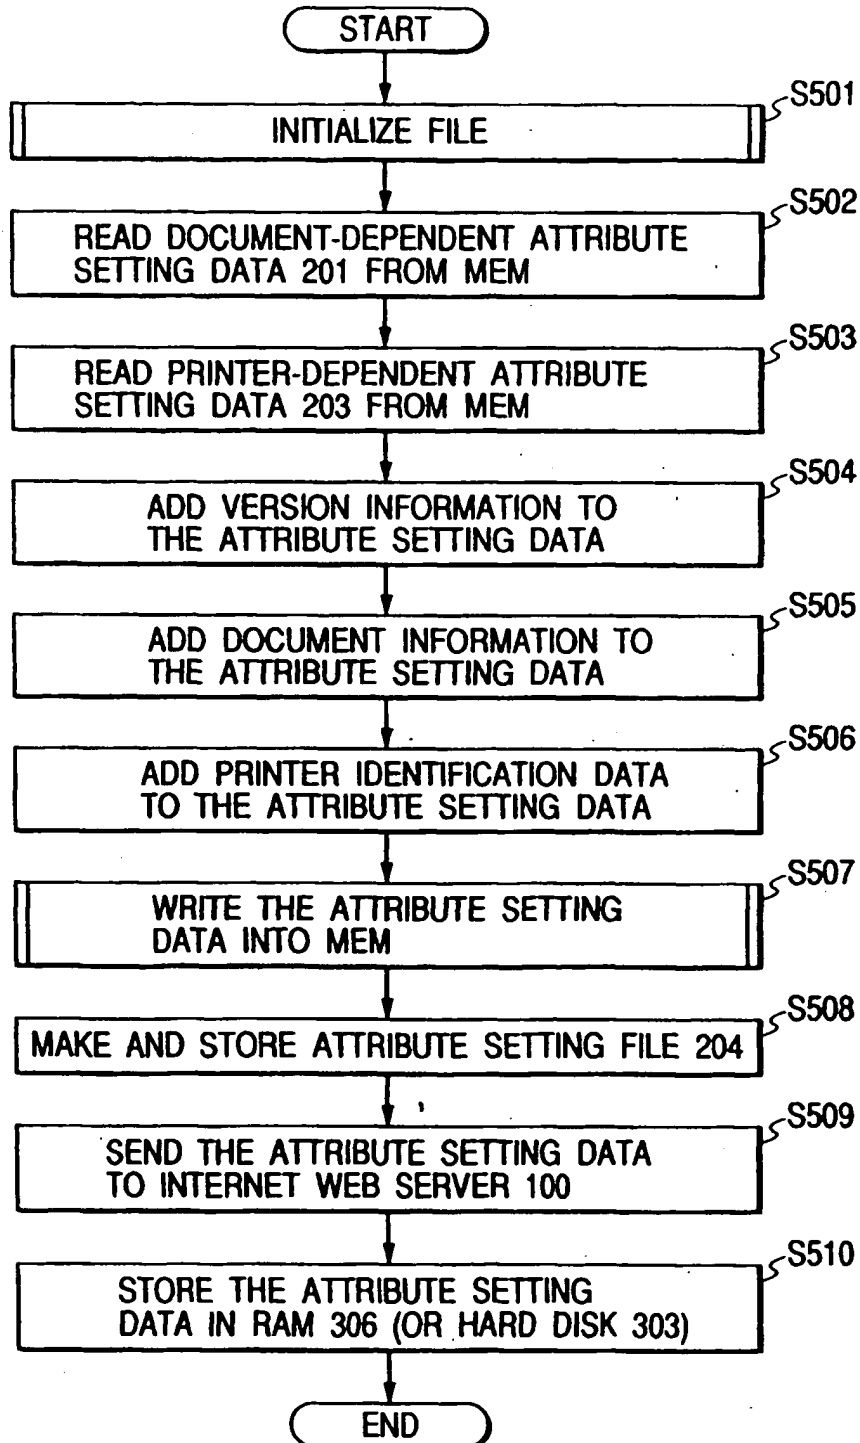 START
S501
INITIALIZE FILE
S502
READ DOCUMENT-DEPENDENT ATTRIBUTE
SETTING DATA 201 FROM MEM
S503
READ PRINTER-DEPENDENT ATTRIBUTE
SETTING DATA 203 FROM MEM
S504
ADD VERSION INFORMATION TO
THE ATTRIBUTE SETTING DATA
S505
ADD DOCUMENT INFORMATION TO
THE ATTRIBUTE SETTING DATA
S506
ADD PRINTER IDENTIFICATION DATA
TO THE ATTRIBUTE SETTING DATA
S507
WRITE THE ATTRIBUTE SETTING
DATA INTO MEM
S508
MAKE AND STORE ATTRIBUTE SETTING FILE 204
S509
SEND THE ATTRIBUTE SETTING DATA
TO INTERNET WEB SERVER 100
S510
STORE THE ATTRIBUTE SETTING
DATA IN RAM 306 (OR HARD DISK 303)
END